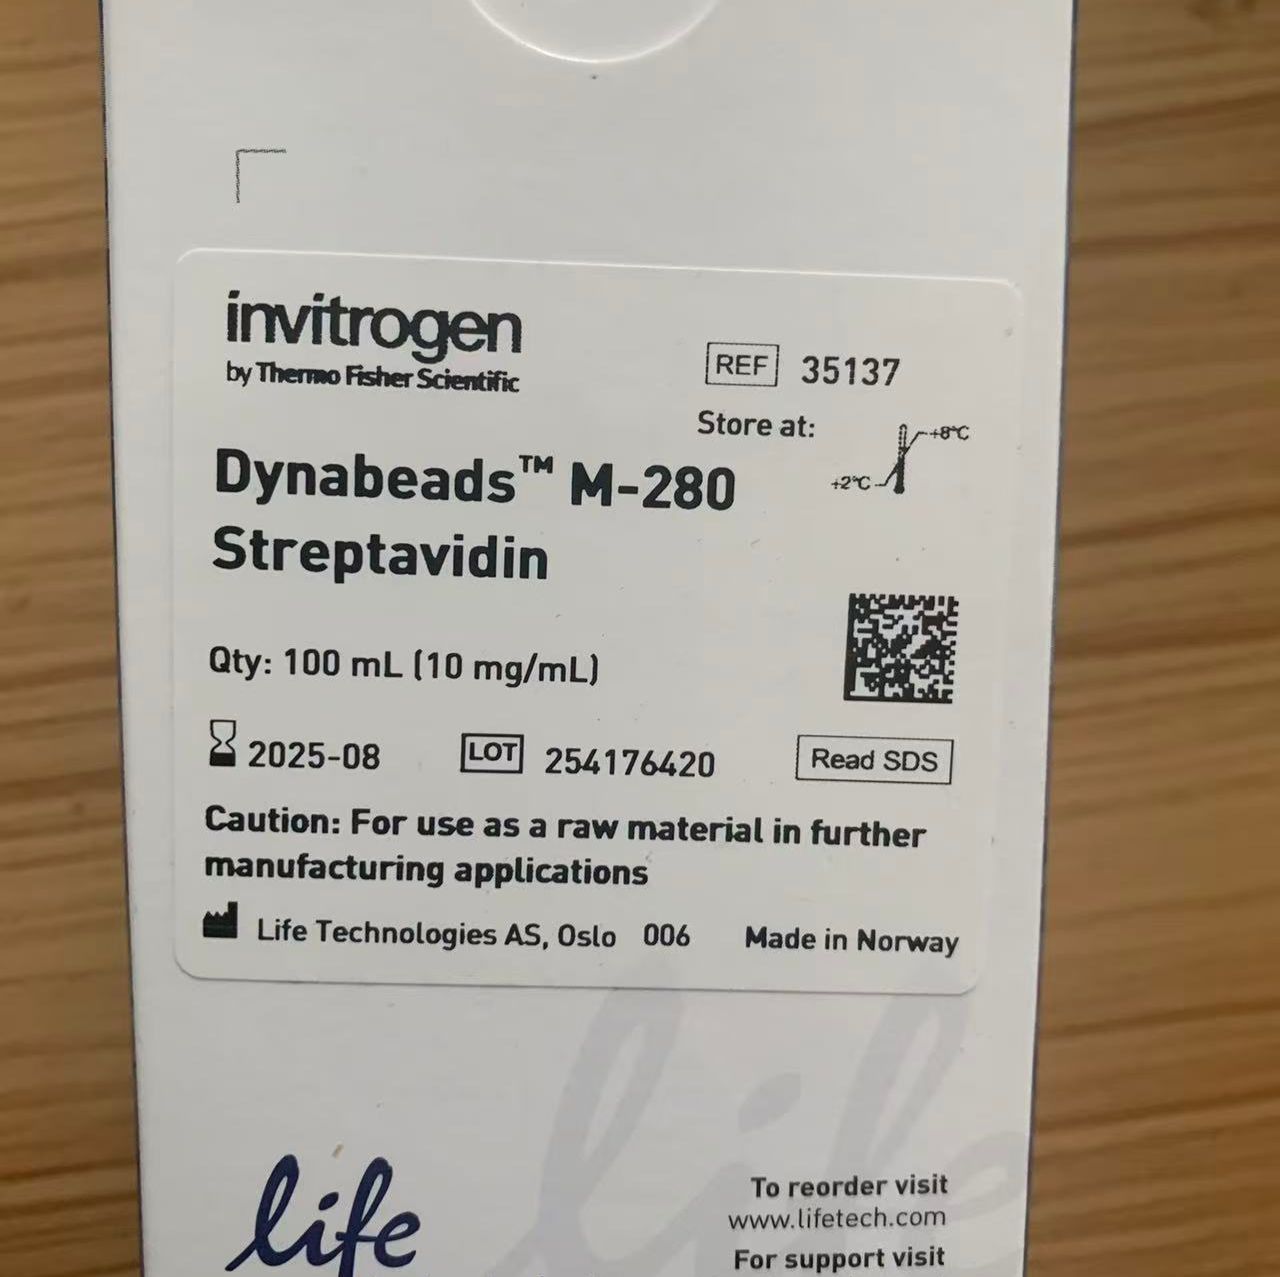 invitrogen
by Thermo Fisher Scientific
REF 35137
Store at:
+8°C
+2°C
Dynabeads™ M-280
Streptavidin
Qty: 100 mL (10 mg/mL)
2025-08 LOT 254176420 Read SDS
Caution: For use as a raw material in further
manufacturing applications
Life Technologies AS, Oslo 006 Made in Norway
life
life
To reorder visit
www.lifetech.com
For support visit